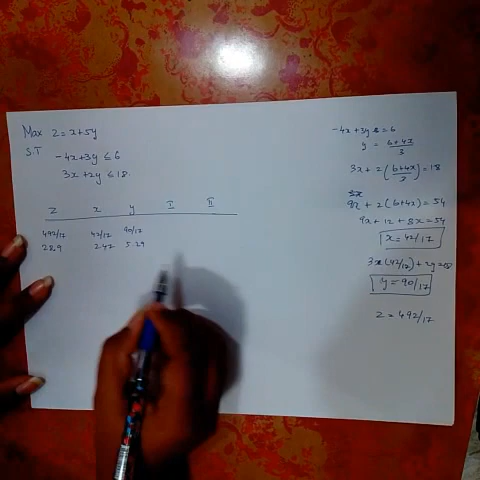 Max Z = x+5y
S.T
-4x+3y ≤ 6
3x+2y ≤ 18
Z x y I II
492/17 42/17 90/17
28.9 2.47 5.29
-4x+3y = 6
y = 6+4x/3
3x + 2(6+4x/3) = 18
9x + 2(6+4x) = 54
9x + 12 + 8x = 54
x = 42/17
3x(42/17) + 2y = 18
y = 90/17
Z = 492/17